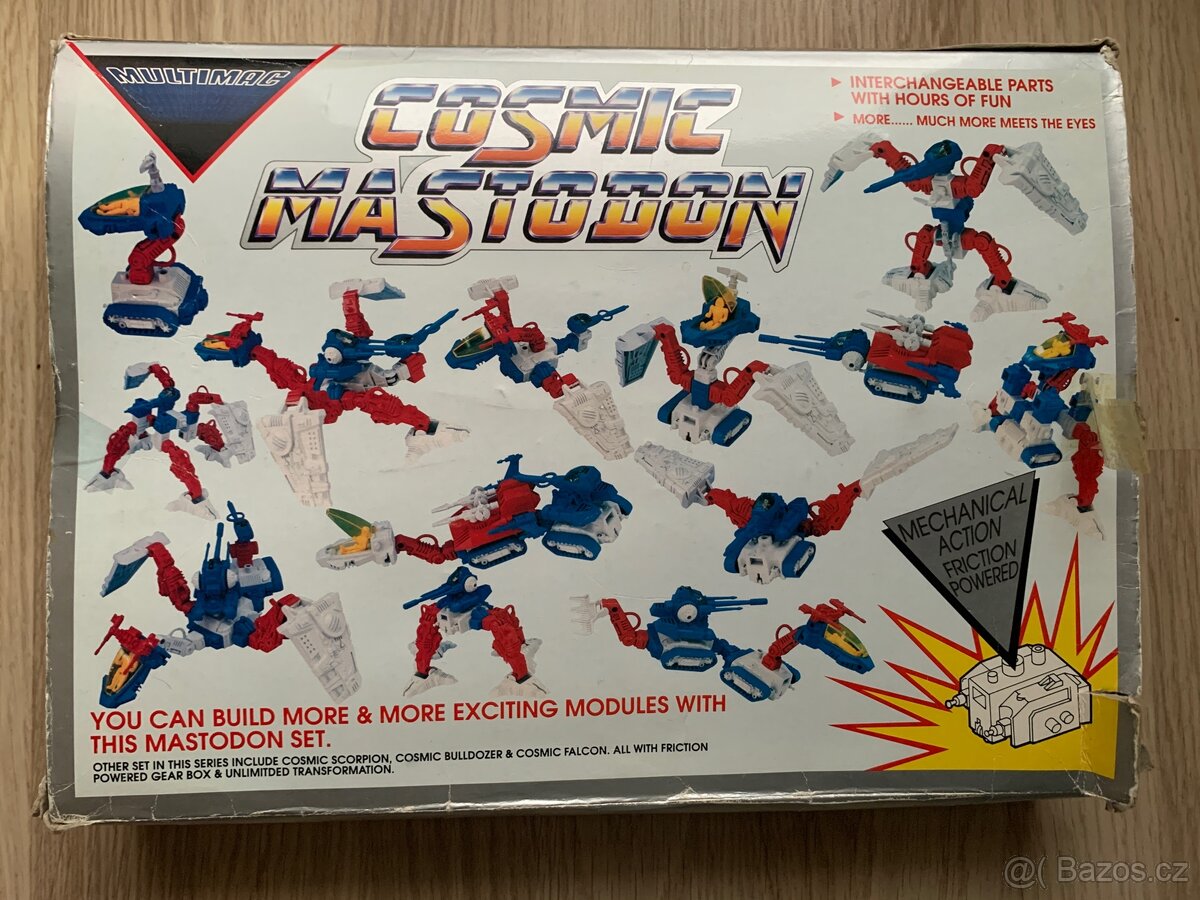 MULTIMAC
COSMIC
MASTODON
INTERCHANGEABLE PARTS
WITH HOURS OF FUN
MORE...... MUCH MORE MEETS THE EYES
MECHANICAL
ACTION
FRICTION
POWERED
YOU CAN BUILD MORE & MORE EXCITING MODULES WITH
THIS MASTODON SET.
OTHER SET IN THIS SERIES INCLUDE COSMIC SCORPION, COSMIC BULLDOZER & COSMIC FALCON. ALL WITH FRICTION
POWERED GEAR BOX & UNLIMITDED TRANSFORMATION.
@( Bazos.cz